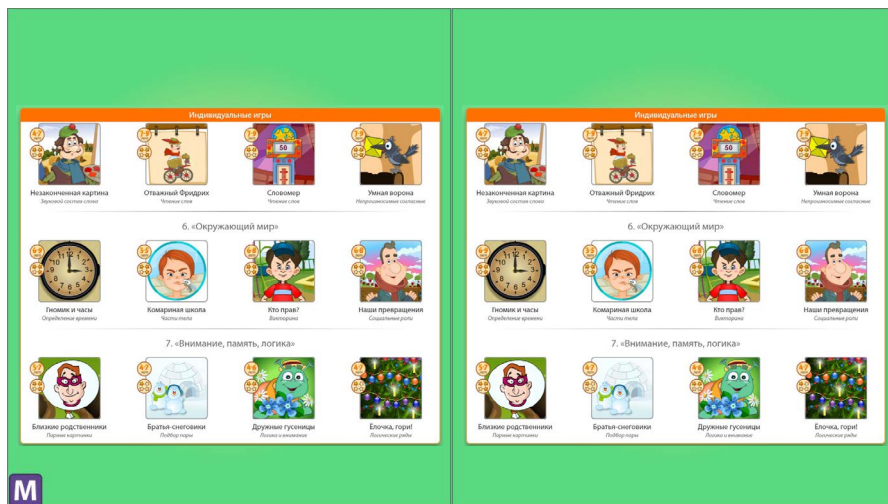 Индивидуальные игры
Незаконченная картина
Звуковой состав слова
Отважный Фридрих
Чтение слов
50
Словомер
Чтение слов
Умная ворона
Непроизносимые согласные
6. «Окружающий мир»
Гномик и часы
Определение времени
Комариная школа
Части тела
Кто прав?
Викторина
Наши превращения
Социальные роли
7. «Внимание, память, логика»
Близкие родственники
Парные картинки
Братья-снеговики
Подбор пары
Дружные гусеницы
Логика и внимание
Ёлочка, гори!
Логические ряды
M
Индивидуальные игры
Незаконченная картина
Звуковой состав слова
Отважный Фридрих
Чтение слов
50
Словомер
Чтение слов
Умная ворона
Непроизносимые согласные
6. «Окружающий мир»
Гномик и часы
Определение времени
Комариная школа
Части тела
Кто прав?
Викторина
Наши превращения
Социальные роли
7. «Внимание, память, логика»
Близкие родственники
Парные картинки
Братья-снеговики
Подбор пары
Дружные гусеницы
Логика и внимание
Ёлочка, гори!
Логические ряды